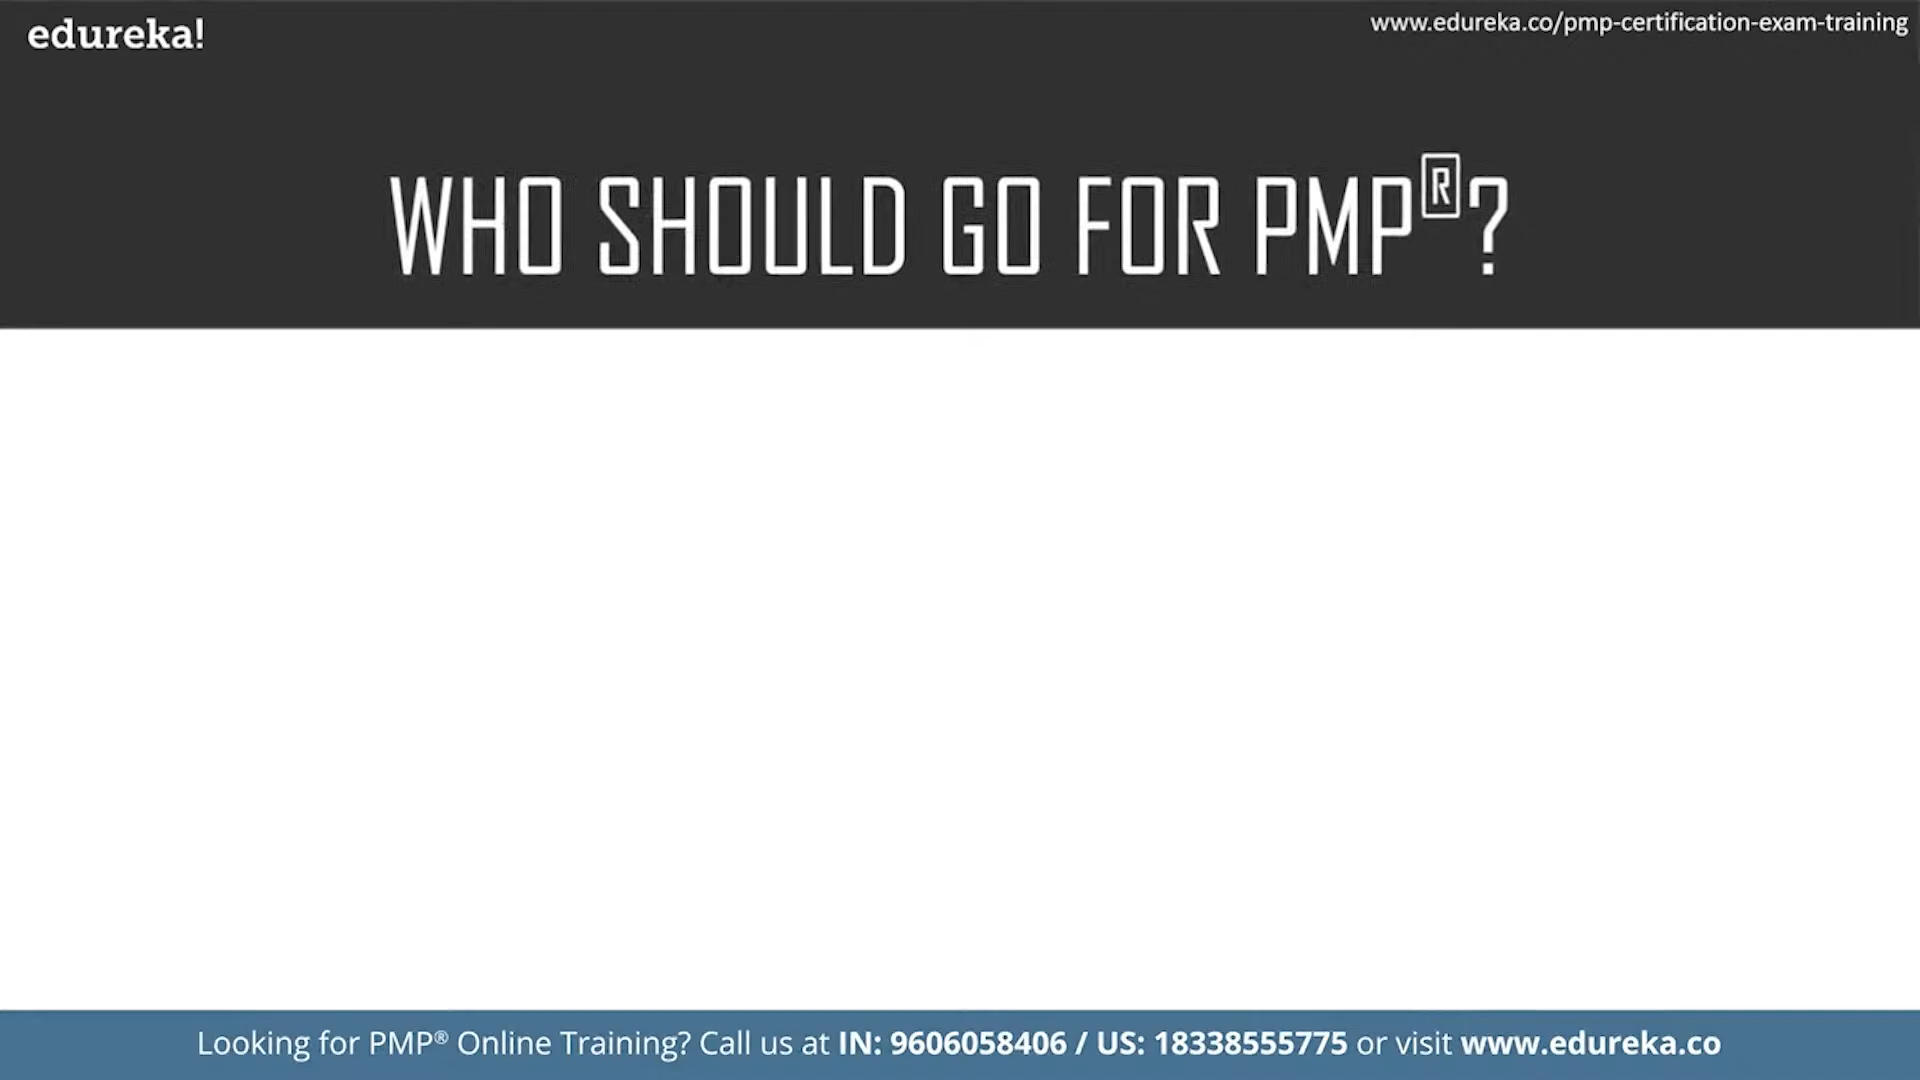 edureka!
www.edureka.co/pmp-certification-exam-training
WHO SHOULD GO FOR PMP®?
Looking for PMP® Online Training? Call us at IN: 9606058406 / US: 18338555775 or visit www.edureka.co